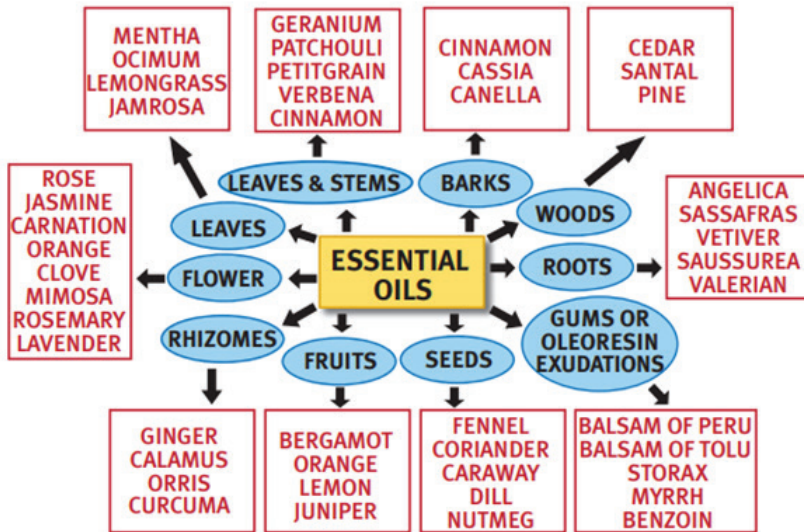 MENTHA
OCIMUM
LEMONGRASS
JAMROSA
GERANIUM
PATCHOULI
PETITGRAIN
VERBENA
CINNAMON
CINNAMON
CASSIA
CANELLA
CEDAR
SANTAL
PINE
LEAVES & STEMS
BARKS
ROSE
JASMINE
CARNATION
ORANGE
CLOVE
MIMOSA
ROSEMARY
LAVENDER
LEAVES
FLOWER
RHIZOMES
ESSENTIAL
OILS
WOODS
ROOTS
ANGELICA
SASSAFRAS
VETIVER
SAUSSUREA
VALERIAN
FRUITS
SEEDS
GUMS OR
OLEORESIN
EXUDATIONS
GINGER
CALAMUS
ORRIS
CURCUMA
BERGAMOT
ORANGE
LEMON
JUNIPER
FENNEL
CORIANDER
CARAWAY
DILL
NUTMEG
BALSAM OF PERU
BALSAM OF TOLU
STORAX
MYRRH
BENZOIN